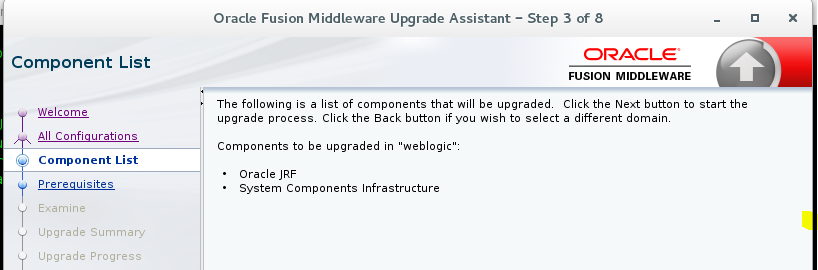 Oracle Fusion Middleware Upgrade Assistant – Step 3 of 8
Component List
ORACLE
FUSION MIDDLEWARE
Welcome
All Configurations
Component List
Prerequisites
Examine
Upgrade Summary
Upgrade Progress
The following is a list of components that will be upgraded.  Click the Next button to start the
upgrade process. Click the Back button if you wish to select a different domain.
Components to be upgraded in "weblogic":
• Oracle JRF
• System Components Infrastructure